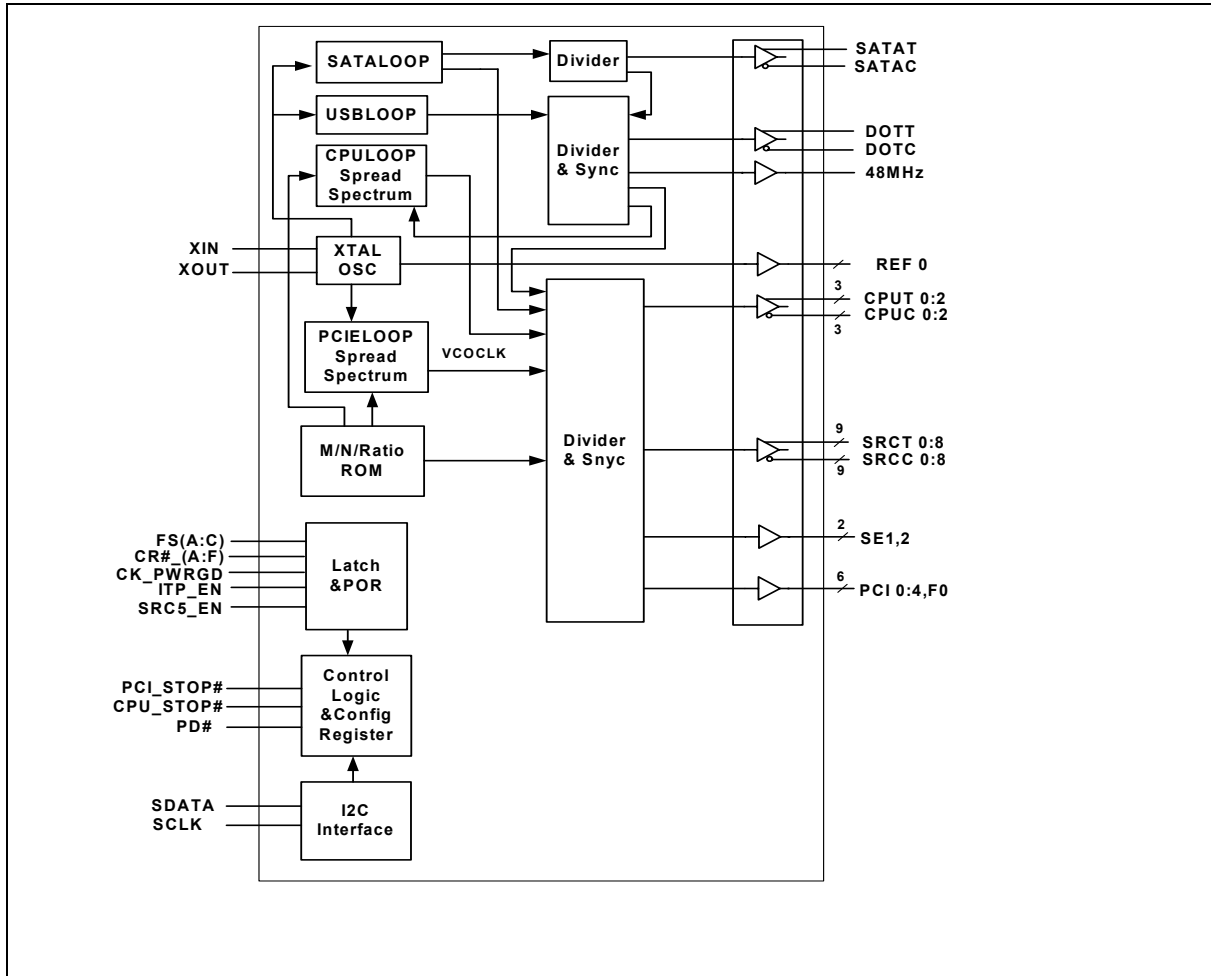 SATALOOP
Divider
SATAT
SATAC
USBLOOP
Divider
& Sync
DOTT
DOTC
48MHz
CPULOOP
Spread
Spectrum
XIN
XOUT
XTAL
OSC
REF 0
3
CPUT 0:2
CPUC 0:2
3
PCIELOOP
Spread
Spectrum
VCOCLK
M/N/Ratio
ROM
Divider
& Snyc
9
SRCT 0:8
SRCC 0:8
9
2
SE1,2
6
PCI 0:4,F0
FS(A:C)
CR#_(A:F)
CK_PWRGD
ITP_EN
SRC5_EN
Latch
&POR
PCI_STOP#
CPU_STOP#
PD#
Control
Logic
&Config
Register
SDATA
SCLK
I2C
Interface